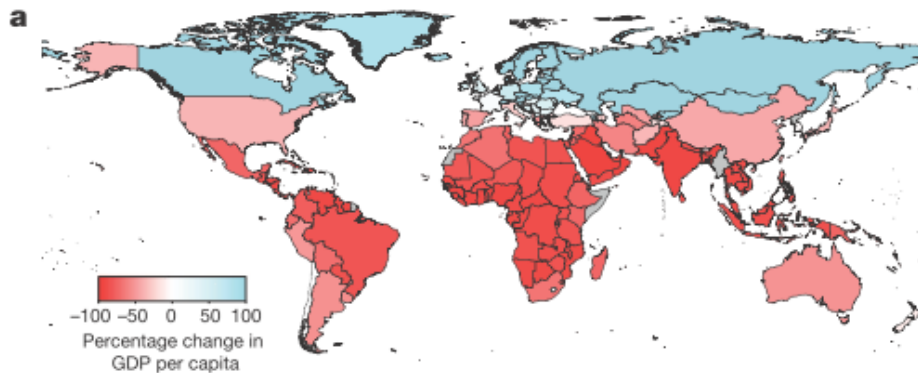 a
−100 −50 0 50 100
Percentage change in
GDP per capita